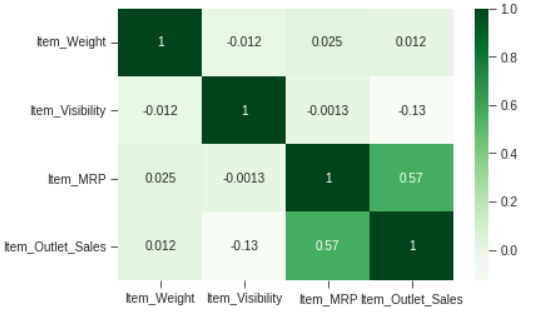 1.0
Item_Weight 1 -0.012 0.025 0.012
0.8
Item_Visibility -0.012 1 -0.0013 -0.13
0.6
0.4
Item_MRP 0.025 -0.0013 1 0.57
0.2
Item_Outlet_Sales 0.012 -0.13 0.57 1
0.0
Item_Weight Item_Visibility Item_MRP Item_Outlet_Sales